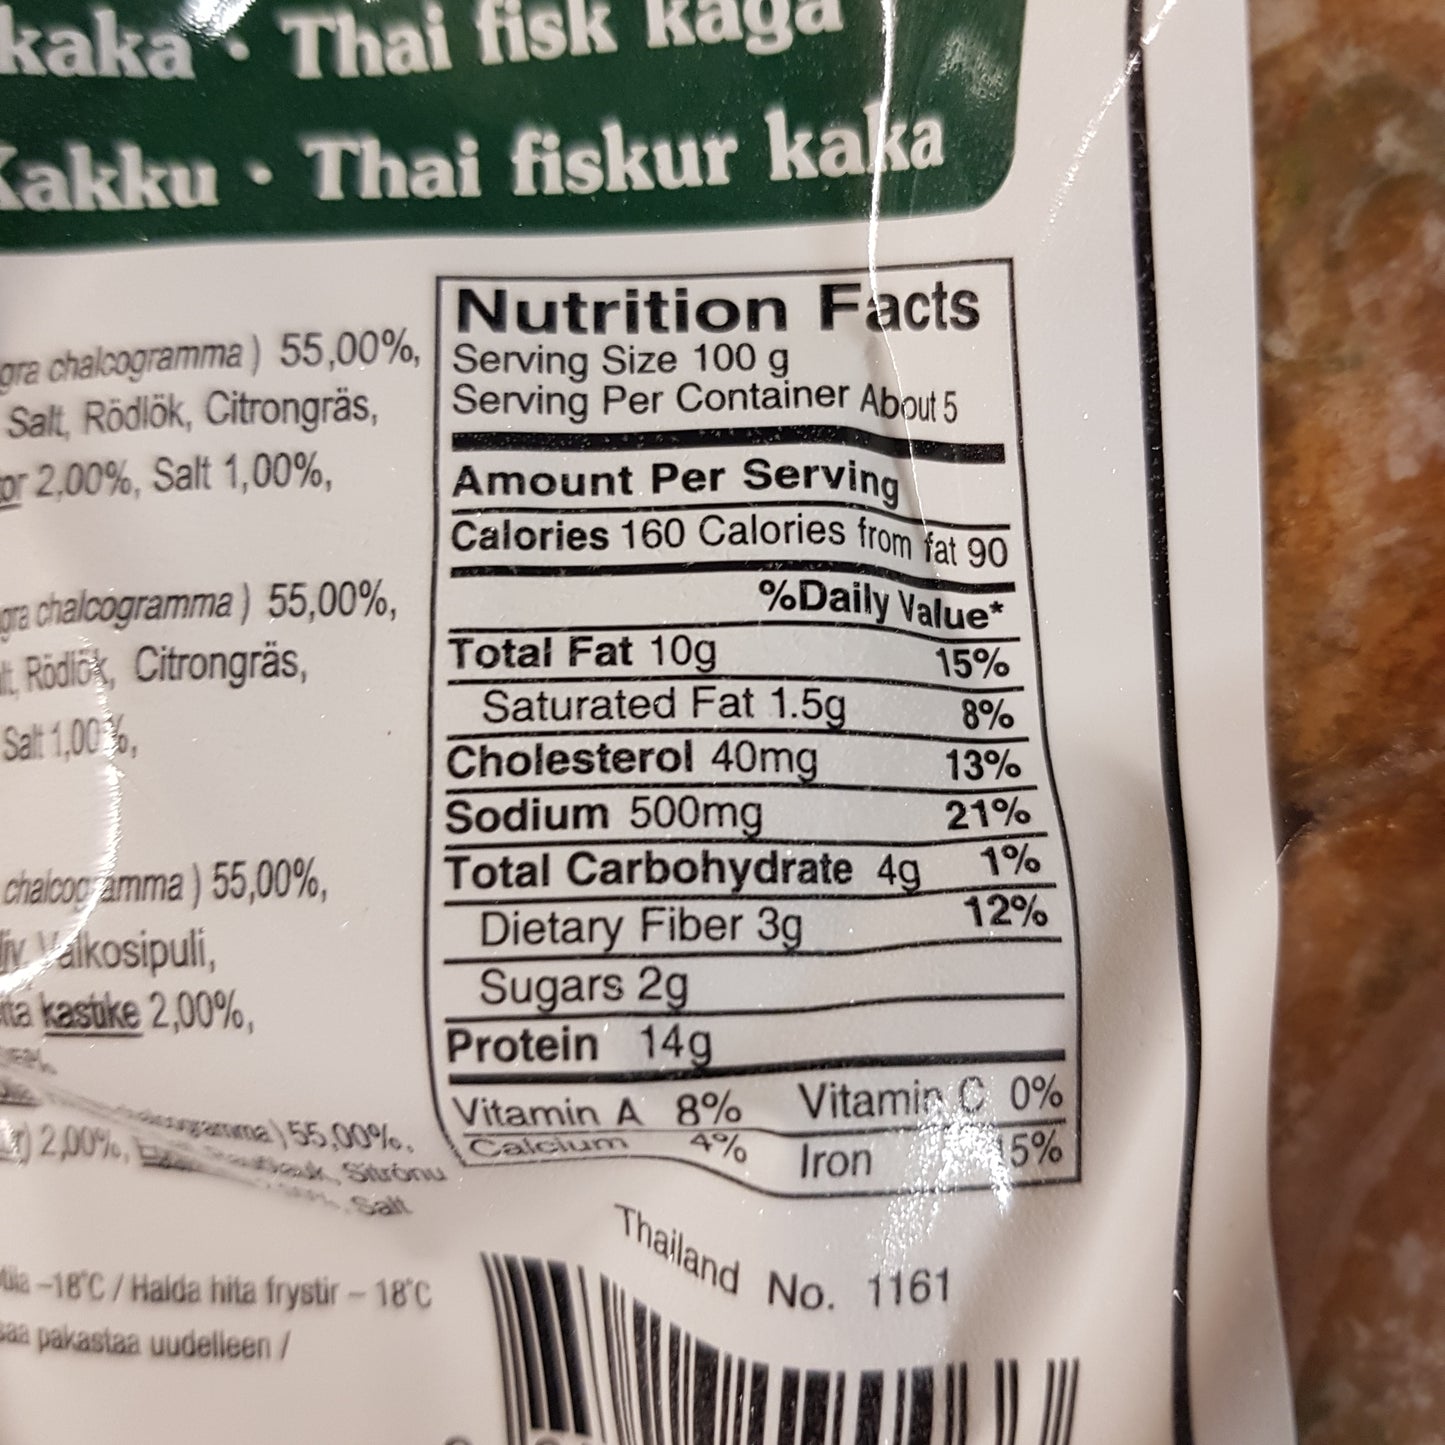 kaka • Thai fisk kaga
Kakku • Thai fiskur kaka
gra chalcogramma ) 55,00%,
Salt, Rödlök, Citrongräs,
2,00%, Salt 1,00%,
gra chalcogramma ) 55,00%,
Rödlök, Citrongräs,
Salt 1,00%,
chalcogramma ) 55,00%,
Valkosipuli,
kastike 2,00%,
55,00%,
2,00%,
Sítrónu
Salt
–18°C / Halda hita frystir – 18°C
pakastaa uudelleen /
Nutrition Facts
Serving Size 100 g
Serving Per Container About 5
Amount Per Serving
Calories 160 Calories from fat 90
%Daily Value*
Total Fat 10g 15%
Saturated Fat 1.5g 8%
Cholesterol 40mg 13%
Sodium 500mg 21%
Total Carbohydrate 4g 1%
Dietary Fiber 3g 12%
Sugars 2g
Protein 14g
Vitamin A 8% Vitamin C 0%
Calcium 4% Iron 15%
Thailand No. 1161